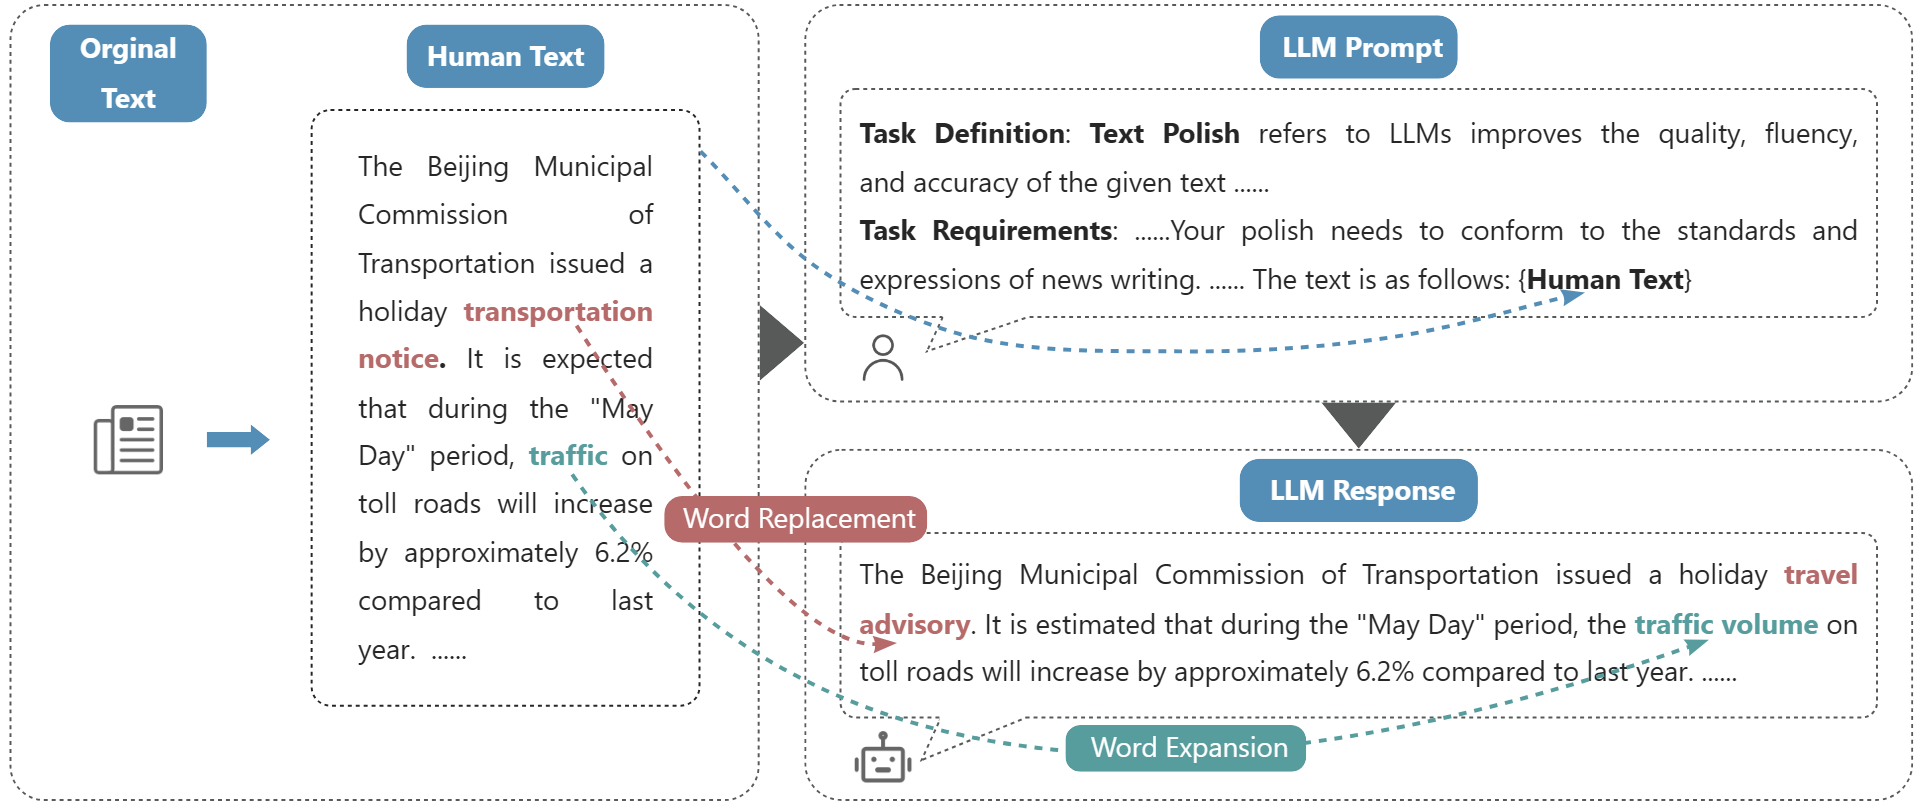 Orginal
Text
Human Text
The Beijing Municipal
Commission of
Transportation issued a
holiday transportation
notice. It is expected
that during the "May
Day" period, traffic on
toll roads will increase
by approximately 6.2%
compared to last
year. ......
LLM Prompt
Task Definition: Text Polish refers to LLMs improves the quality, fluency,
and accuracy of the given text ......
Task Requirements: ......Your polish needs to conform to the standards and
expressions of news writing. ...... The text is as follows: {Human Text}
Word Replacement
LLM Response
The Beijing Municipal Commission of Transportation issued a holiday travel
advisory. It is estimated that during the "May Day" period, the traffic volume on
toll roads will increase by approximately 6.2% compared to last year. ......
Word Expansion